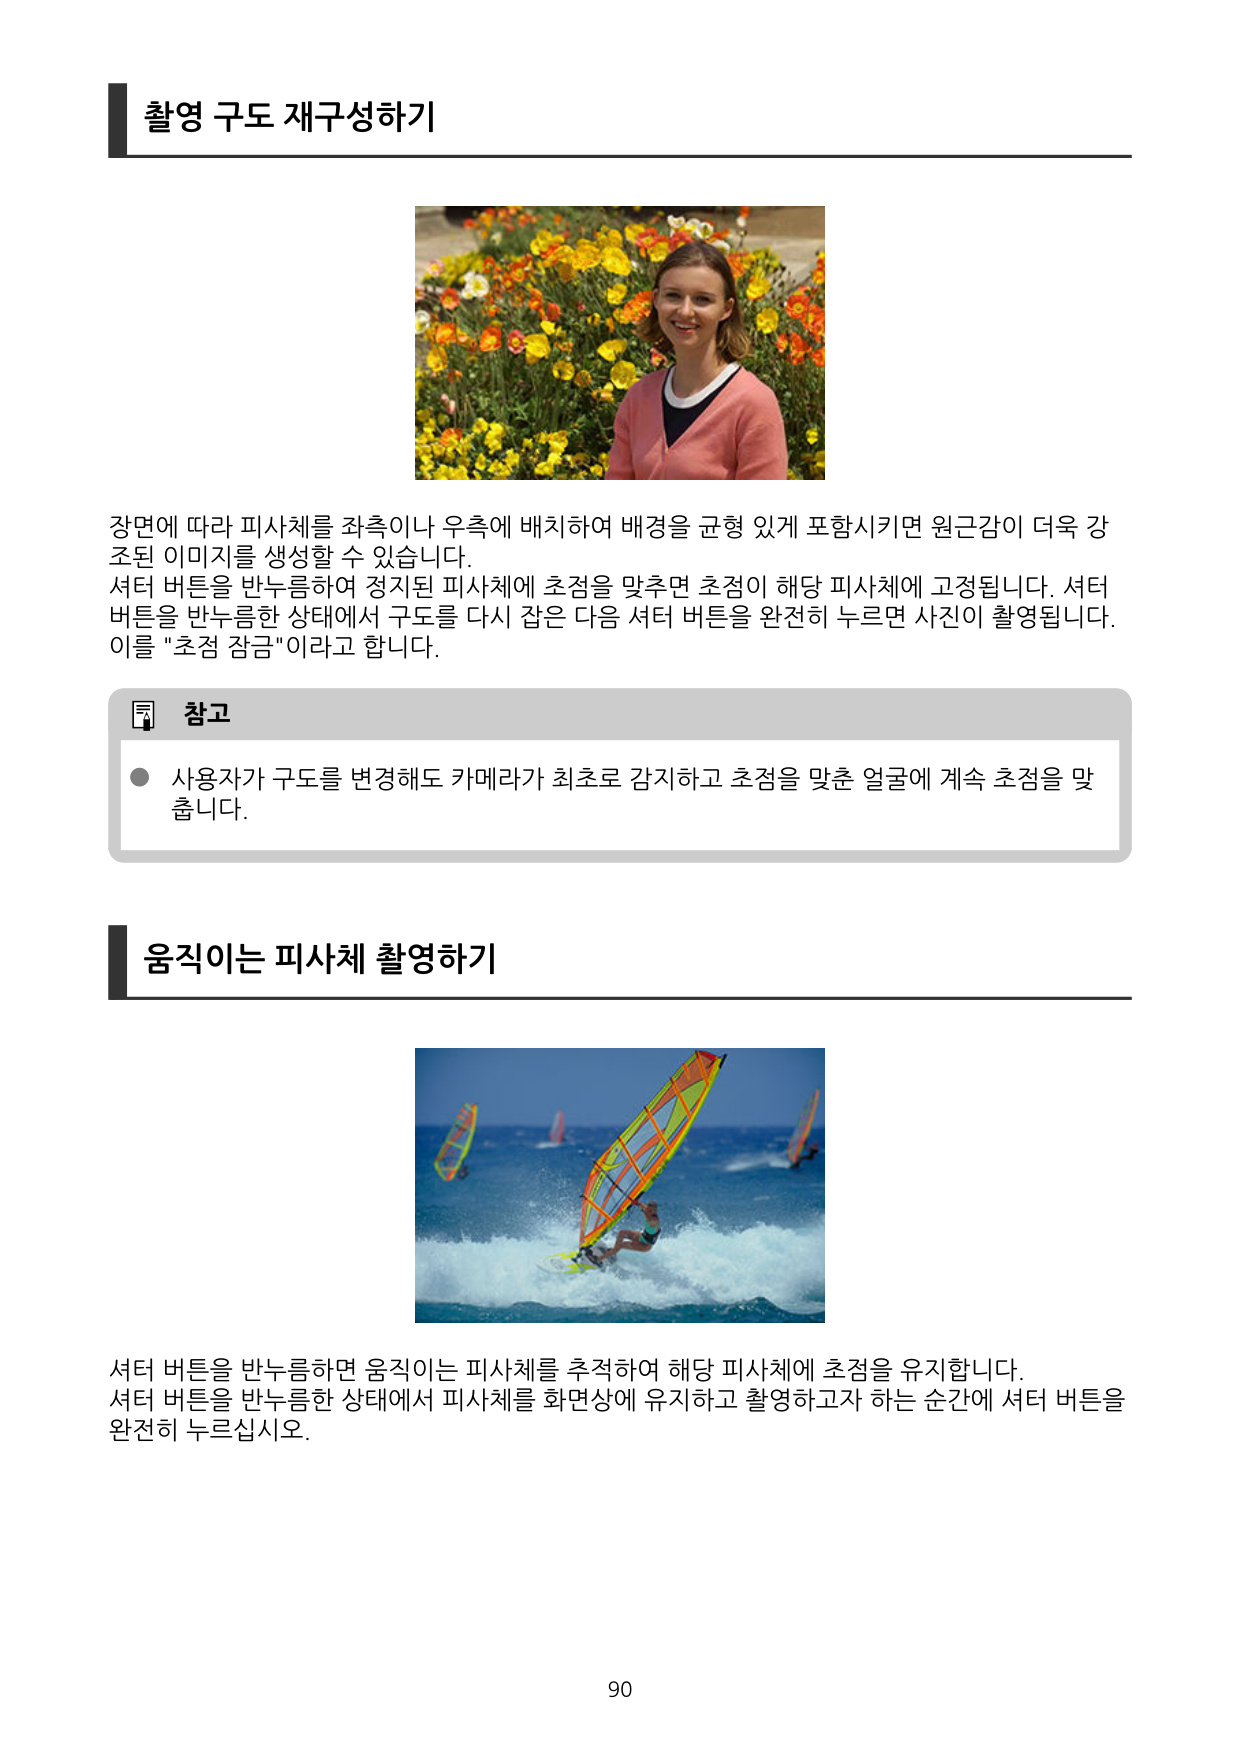 촬영 구도 재구성하기
장면에 따라 피사체를 좌측이나 우측에 배치하여 배경을 균형 있게 포함시키면 원근감이 더욱 강
조된 이미지를 생성할 수 있습니다.
셔터 버튼을 반누름하여 정지된 피사체에 초점을 맞추면 초점이 해당 피사체에 고정됩니다. 셔터
버튼을 반누름한 상태에서 구도를 다시 잡은 다음 셔터 버튼을 완전히 누르면 사진이 촬영됩니다.
이를 "초점 잠금"이라고 합니다.
참고
● 사용자가 구도를 변경해도 카메라가 최초로 감지하고 초점을 맞춘 얼굴에 계속 초점을 맞
춥니다.
움직이는 피사체 촬영하기
셔터 버튼을 반누름하면 움직이는 피사체를 추적하여 해당 피사체에 초점을 유지합니다.
셔터 버튼을 반누름한 상태에서 피사체를 화면상에 유지하고 촬영하고자 하는 순간에 셔터 버튼을
완전히 누르십시오.
90